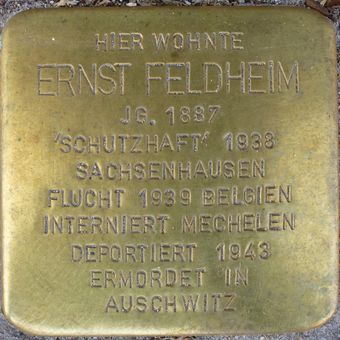 HIER WOHNTE
ERNST FELDHEIM
JG. 1887
'SCHUTZHAFT' 1938
SACHSENHAUSEN
FLUCHT 1939 BELGIEN
INTERNIERT MECHELEN
DEPORTIERT 1943
ERMORDET IN
AUSCHWITZ